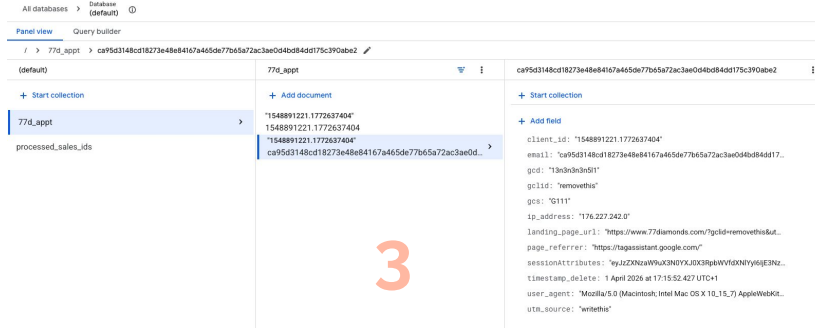 All databases > Database (default)
Panel view Query builder
/ > 77d_appt > ca95d3148cd18273e48e84167a465de77b65a72ac3ae0d4bd84dd175c390abe2
(default)
+ Start collection
77d_appt >
processed_sales_ids
77d_appt
+ Add document
"1548891221.1772637404"
1548891221.1772637404
"1548891221.1772637404"
ca95d3148cd18273e48e84167a465de77b65a72ac3ae0d... >
3
ca95d3148cd18273e48e84167a465de77b65a72ac3ae0d4bd84dd175c390abe2
+ Start collection
+ Add field
client_id: "1548891221.1772637404"
email: "ca95d3148cd18273e48e84167a465de77b65a72ac3ae0d4bd84dd17...
gcd: "13n3n3n3n5l1"
gclid: "removethis"
gcs: "G111"
ip_address: "176.227.242.0"
landing_page_url: "https://www.77diamonds.com/?gclid=removethis&ut...
page_referrer: "https://tagassistant.google.com/"
sessionAttributes: "eyJzZXNzaW9uX3N0YXJ0X3RpbWVfdXNlYyI6IjE3Nz...
timestamp_delete: 1 April 2026 at 17:15:52.427 UTC+1
user_agent: "Mozilla/5.0 (Macintosh; Intel Mac OS X 10_15_7) AppleWebKit...
utm_source: "writethis"